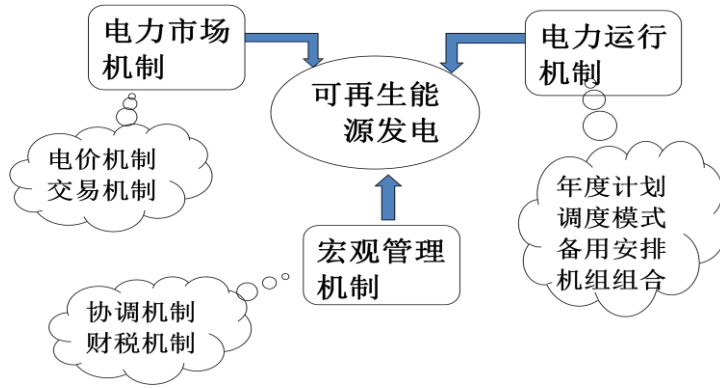 电力市场
机制
电力运行
机制
可再生能
源发电
电价机制
交易机制
年度计划
调度模式
备用安排
机组组合
宏观管理
机制
协调机制
财税机制